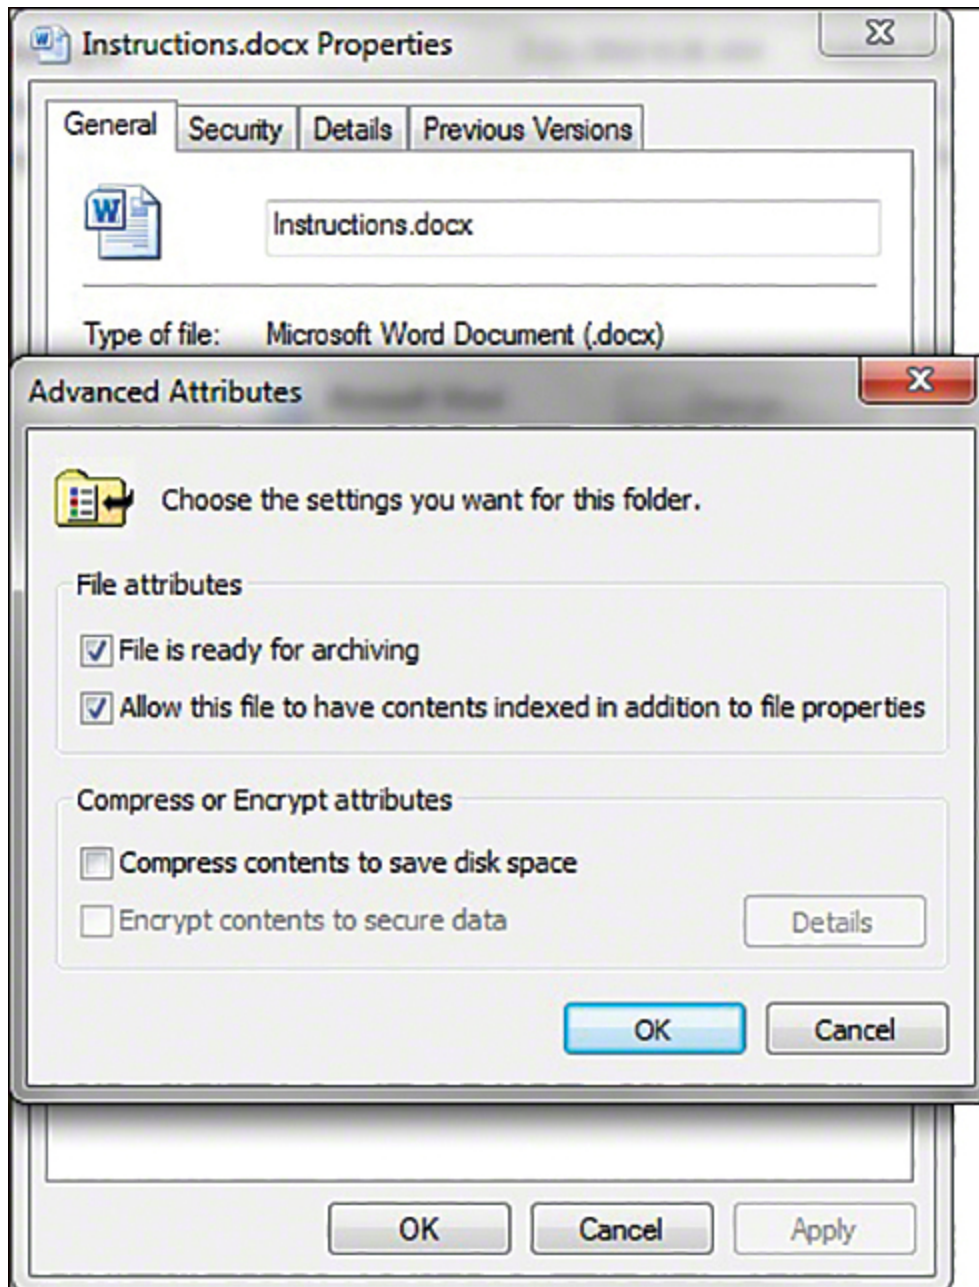 Instructions.docx Properties
General Security Details Previous Versions
W
Instructions.docx
Type of file: Microsoft Word Document (.docx)
Advanced Attributes
Choose the settings you want for this folder.
File attributes
File is ready for archiving
Allow this file to have contents indexed in addition to file properties
Compress or Encrypt attributes
Compress contents to save disk space
Encrypt contents to secure data
Details
OK Cancel
OK Cancel Apply